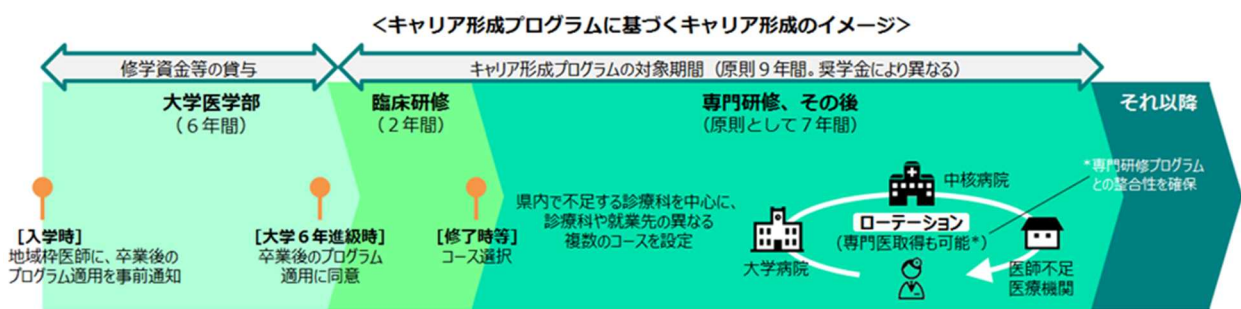 <キャリア形成プログラムに基づくキャリア形成のイメージ>
修学資金等の貸与
キャリア形成プログラムの対象期間(原則9年間。奨学金により異なる)
大学医学部
(6年間)
臨床研修
(2年間)
専門研修、その後
(原則として7年間)
それ以降
[入学時]
地域枠医師に、卒業後の
プログラム適用を事前通知
[大学6年進級時]
卒業後のプログラム
適用に同意
[修了時等]
コース選択
県内で不足する診療科を中心に、
診療科や就業先の異なる
複数のコースを設定
大学病院
中核病院
ローテーション
(専門医取得も可能*)
医師不足
医療機関
*専門研修プログラム
との整合性を確保